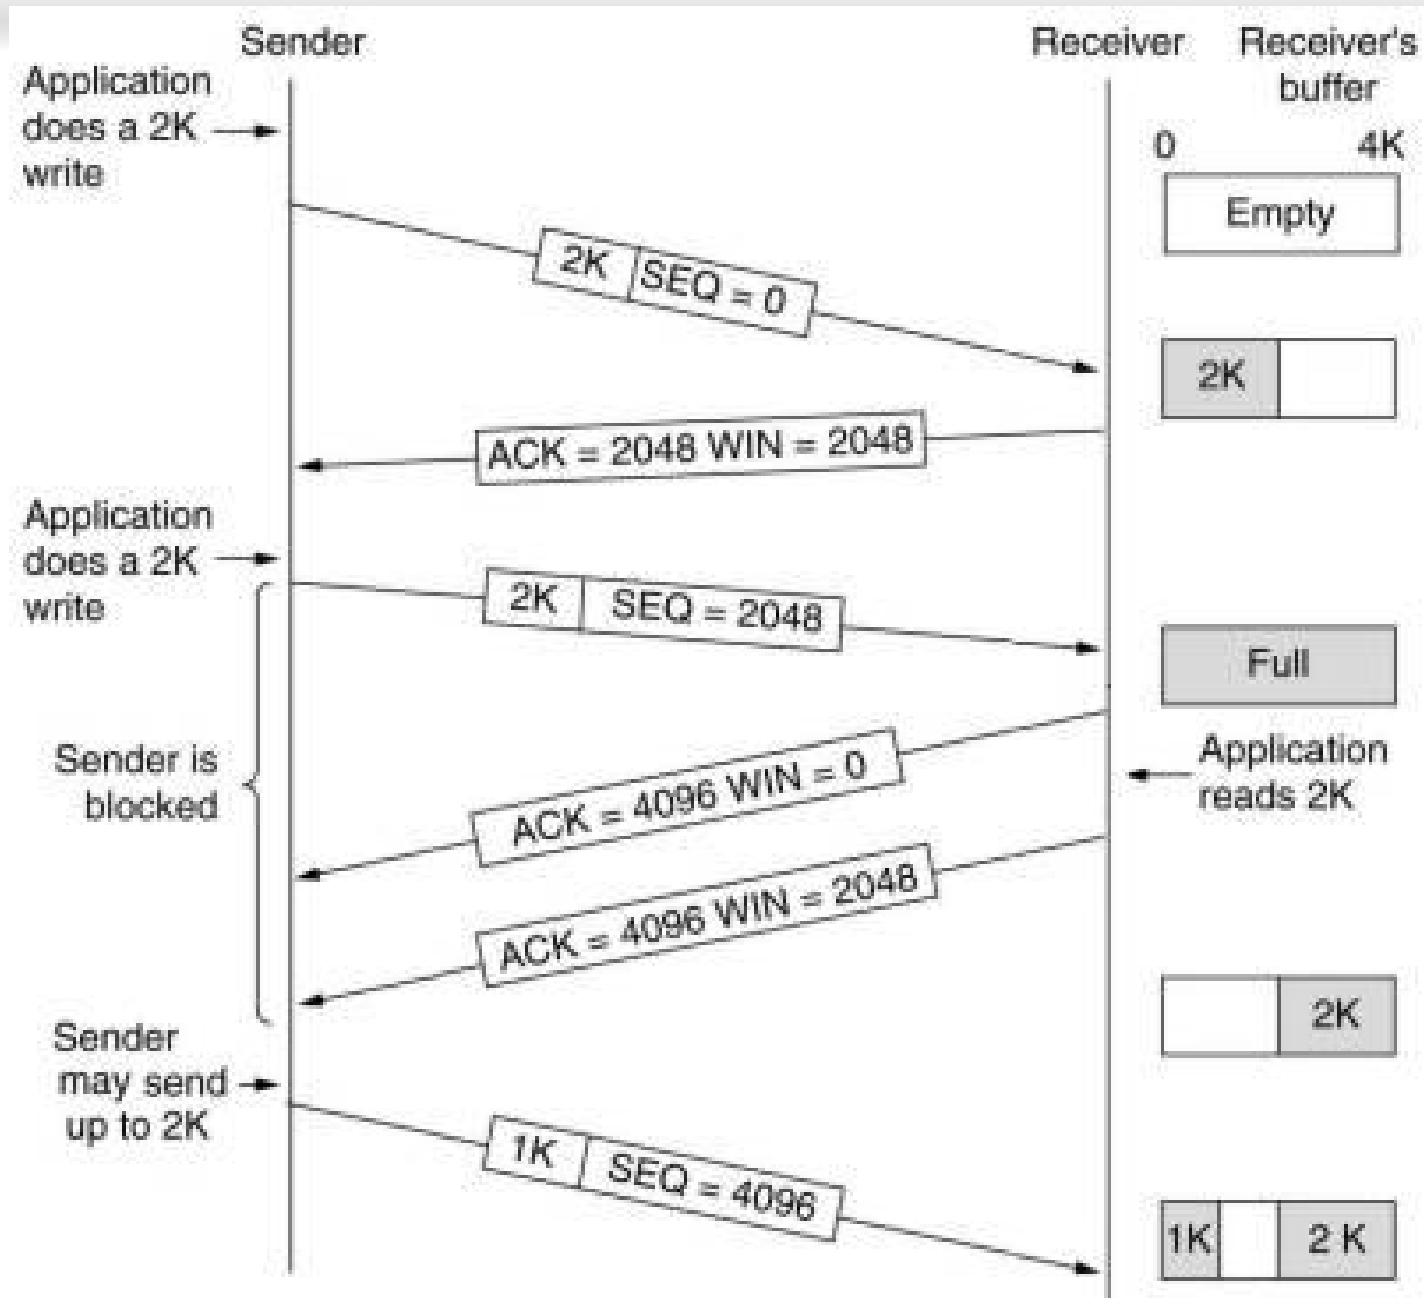 Sender
Receiver
Receiver's
buffer
Application
does a 2K
write
0
4K
Empty
2K
SEQ = 0
2K
ACK = 2048 WIN = 2048
Application
does a 2K
write
2K
SEQ = 2048
Full
Sender is
blocked
ACK = 4096 WIN = 0
Application
reads 2K
ACK = 4096 WIN = 2048
2K
Sender
may send
up to 2K
1K
SEQ = 4096
1K
2 K